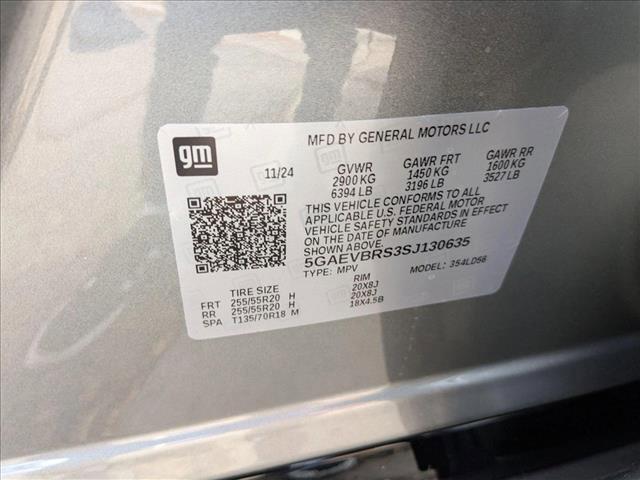 gm
MFD BY GENERAL MOTORS LLC
11/24 GVWR GAWR FRT GAWR RR
2900 KG 1450 KG 1600 KG
6394 LB 3196 LB 3527 LB
THIS VEHICLE CONFORMS TO ALL
APPLICABLE U.S. FEDERAL MOTOR
VEHICLE SAFETY STANDARDS IN EFFECT
ON THE DATE OF MANUFACTURE
SHOWN ABOVE.
5GAEVBRS3SJ130635
TYPE: MPV MODEL: 354LD56
TIRE SIZE RIM
FRT 255/55R20 H 20X8J
RR 255/55R20 H 20X8J
SPA T135/70R18 M 18X4.5B